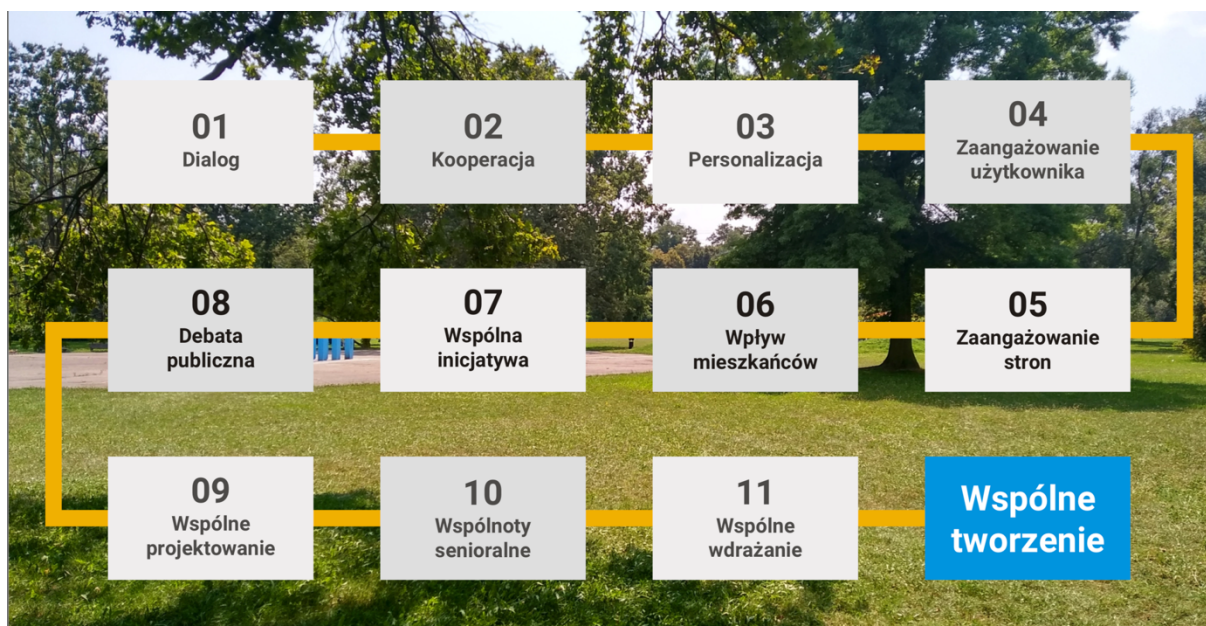 01
Dialog
02
Kooperacja
03
Personalizacja
04
Zaangażowanie
użytkownika
05
Zaangażowanie
stron
06
Wpływ
mieszkańców
07
Wspólna
inicjatywa
08
Debata
publiczna
09
Wspólne
projektowanie
10
Wspólnoty
senioralne
11
Wspólne
wdrażanie
Wspólne
tworzenie